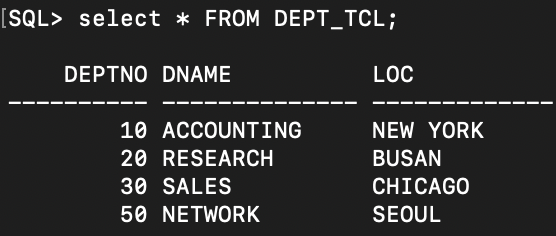 [SQL> select * FROM DEPT_TCL;
DEPTNO DNAME LOC
---------- -------------- -------------
10 ACCOUNTING NEW YORK
20 RESEARCH BUSAN
30 SALES CHICAGO
50 NETWORK SEOUL